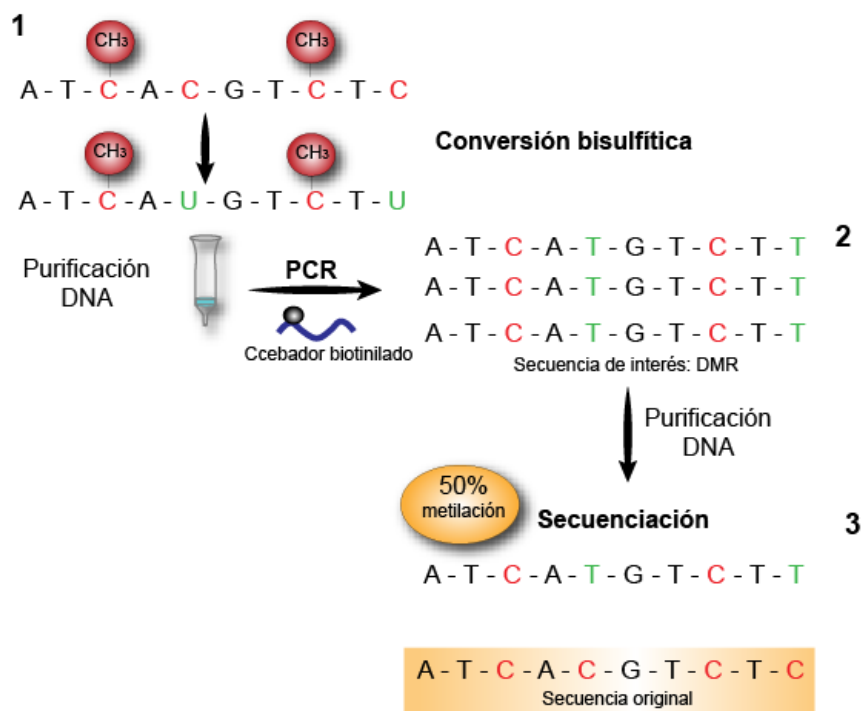 1
CH3 CH3
A - T - C - A - C - G - T - C - T - C
Conversión bisulfítica
CH3 CH3
A - T - C - A - U - G - T - C - T - U
Purificación
DNA
PCR
Ccebador biotinilado
2
A - T - C - A - T - G - T - C - T - T
A - T - C - A - T - G - T - C - T - T
A - T - C - A - T - G - T - C - T - T
Secuencia de interés: DMR
Purificación
DNA
50%
metilación
Secuenciación
3
A - T - C - A - T - G - T - C - T - T
A - T - C - A - C - G - T - C - T - C
Secuencia original